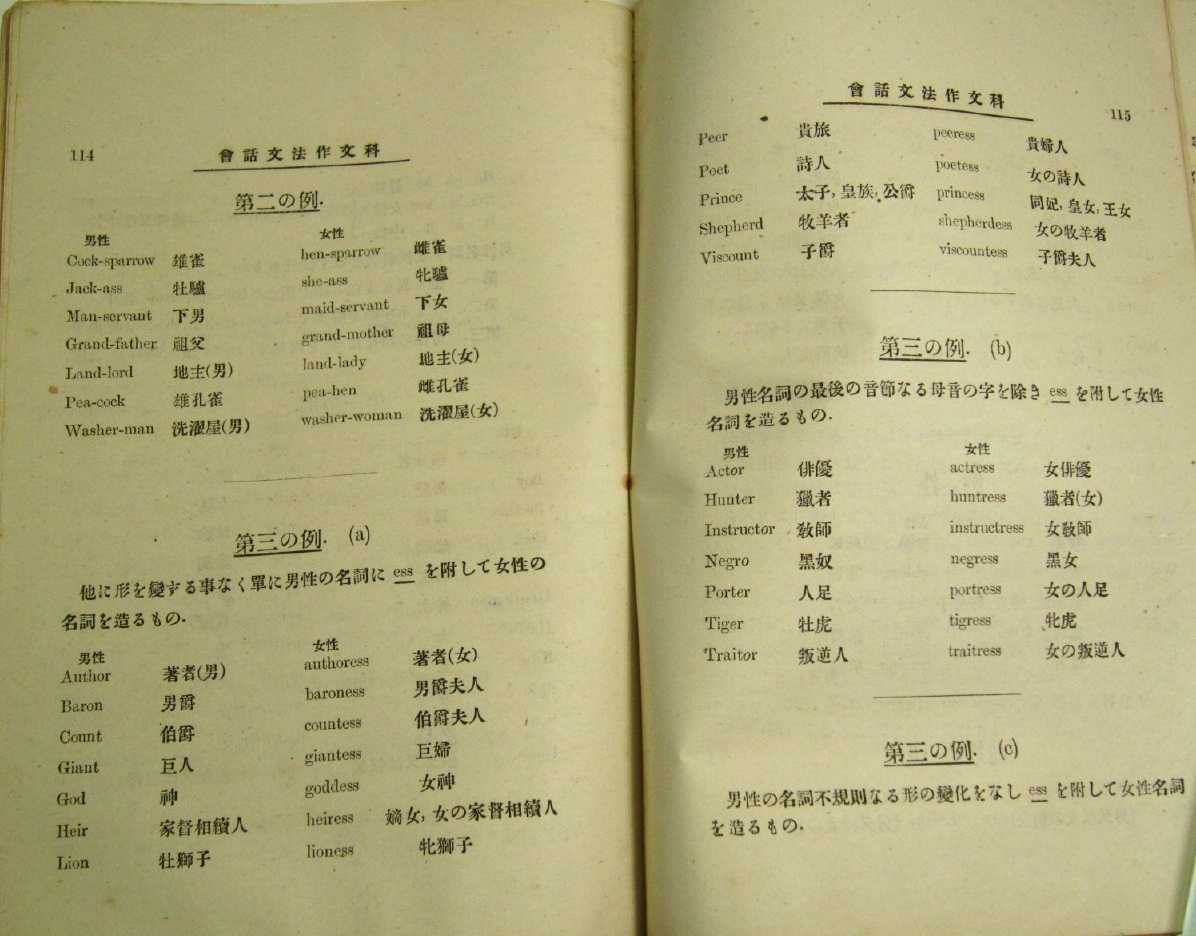 114
會話文法作文科
第二の例.
男性 女性
Cock-sparrow 雄雀 hen-sparrow 雌雀
Jack-ass 牡驢 she-ass 牝驢
Man-servant 下男 maid-servant 下女
Grand-father 祖父 grand-mother 祖母
Land-lord 地主(男) land-lady 地主(女)
Pea-cock 雄孔雀 pea-hen 雌孔雀
Washer-man 洗濯屋(男) washer-woman 洗濯屋(女)
第三の例. (a)
他に形を變ずる事なく單に男性の名詞に ess を附して女性の
名詞を造るもの.
男性 女性
Author 著者(男) authoress 著者(女)
Baron 男爵 baroness 男爵夫人
Count 伯爵 countess 伯爵夫人
Giant 巨人 giantess 巨婦
God 神 goddess 女神
Heir 家督相續人 heiress 嫡女, 女の家督相續人
Lion 牡獅子 lioness 牝獅子
會話文法作文科
115
Peer 貴族 peeress 貴婦人
Poet 詩人 poetess 女の詩人
Prince 太子, 皇族, 公爵 princess 同妃, 皇女, 王女
Shepherd 牧羊者 shepherdess 女の牧羊者
Viscount 子爵 viscountess 子爵夫人
第三の例. (b)
男性名詞の最後の音節なる母音の字を除き ess を附して女性
名詞を造るもの.
男性 女性
Actor 俳優 actress 女俳優
Hunter 獵者 huntress 獵者(女)
Instructor 敎師 instructress 女敎師
Negro 黑奴 negress 黑女
Porter 人足 portress 女の人足
Tiger 牡虎 tigress 牝虎
Traitor 叛逆人 traitress 女の叛逆人
第三の例. (c)
男性の名詞不規則なる形の變化をなし ess を附して女性名詞
を造るもの.